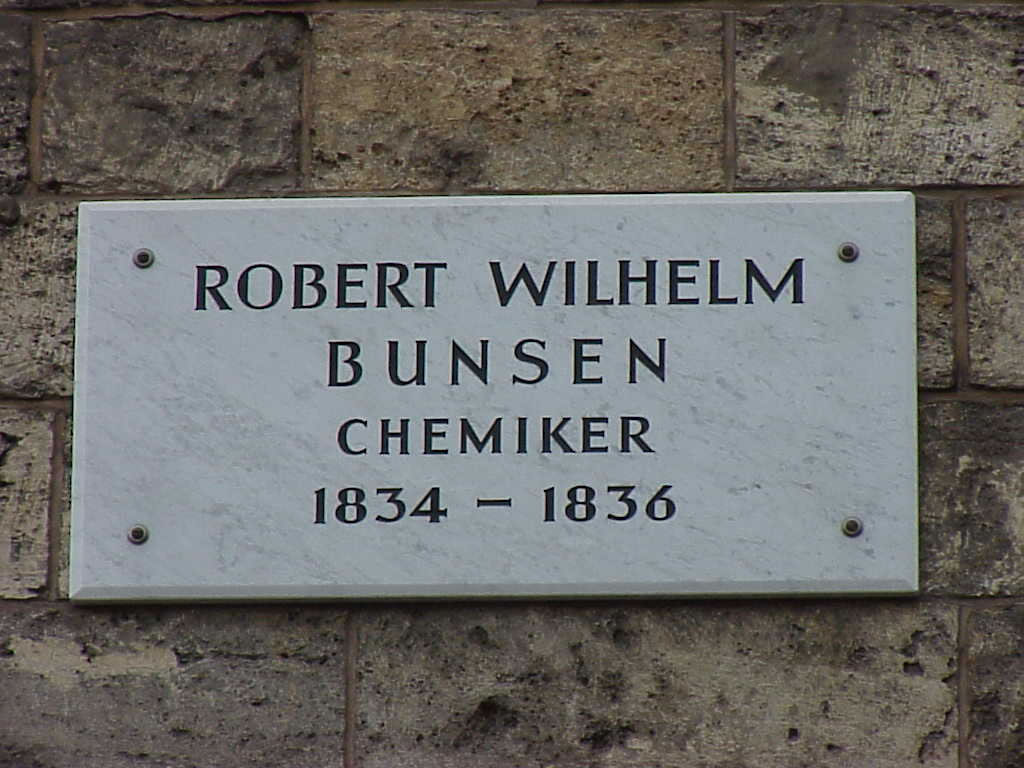 ROBERT WILHELM
BUNSEN
CHEMIKER
1834 – 1836